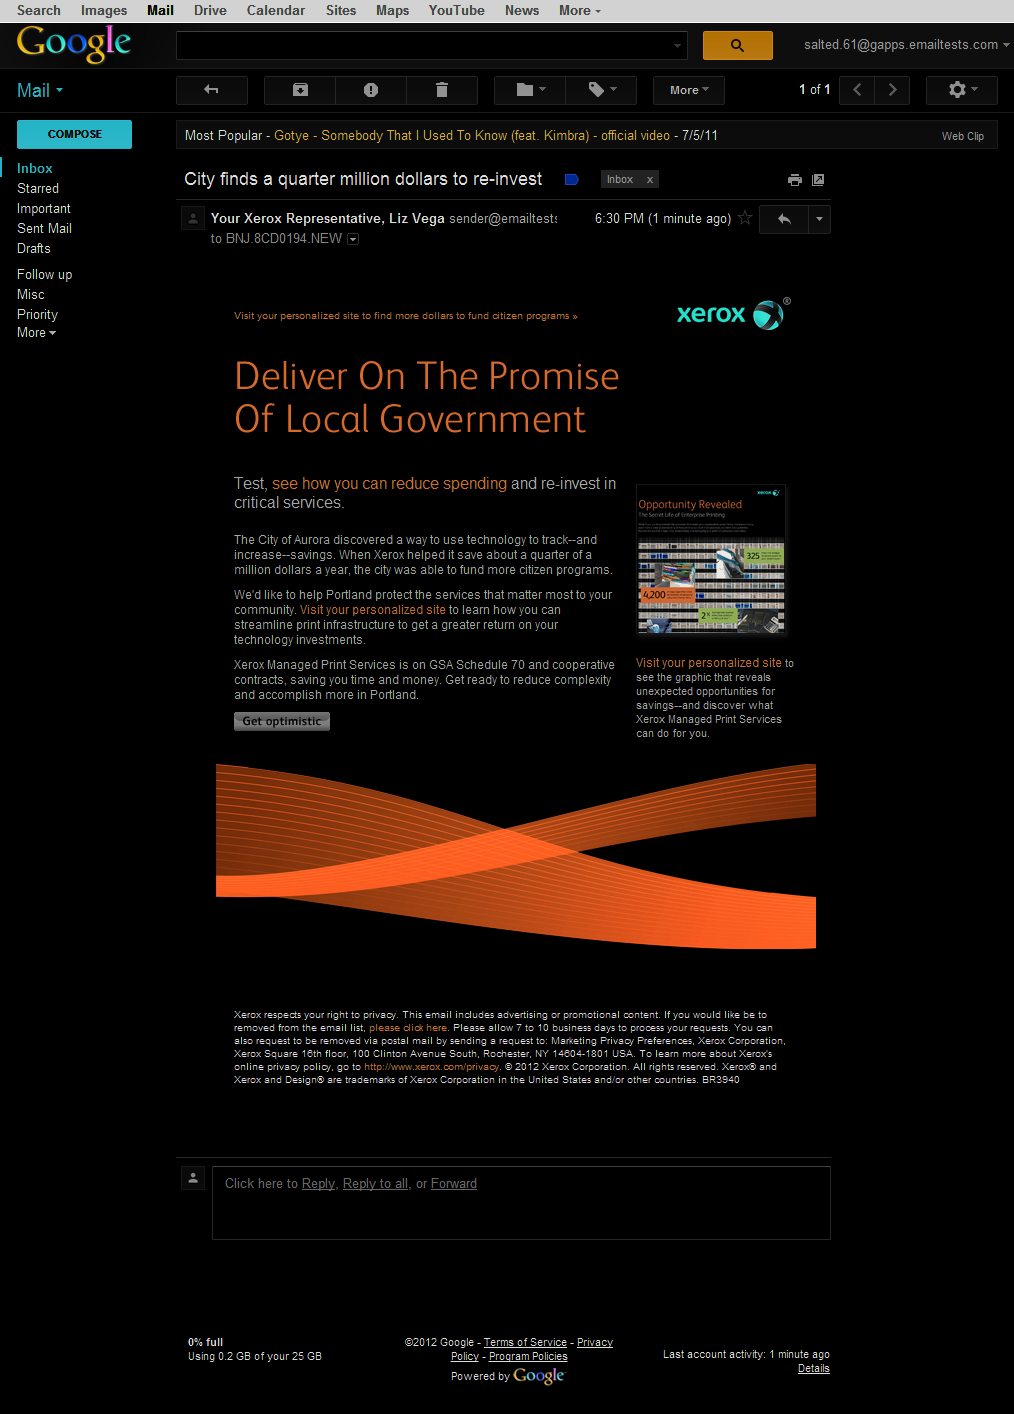 Search Images Mail Drive Calendar Sites Maps YouTube News More
Google
salted.61@gapps.emailtests.com
Mail
More
1 of 1
COMPOSE
Most Popular - Gotye - Somebody That I Used To Know (feat. Kimbra) - official video - 7/5/11
Web Clip
Inbox
Starred
Important
Sent Mail
Drafts
Follow up
Misc
Priority
More
City finds a quarter million dollars to re-invest
Inbox x
Your Xerox Representative, Liz Vega sender@emailtests
6:30 PM (1 minute ago)
to BNJ.8CD0194.NEW
Visit your personalized site to find more dollars to fund citizen programs »
xerox ®
Deliver On The Promise
Of Local Government
Test, see how you can reduce spending and re-invest in
critical services.
The City of Aurora discovered a way to use technology to track--and
increase--savings. When Xerox helped it save about a quarter of a
million dollars a year, the city was able to fund more citizen programs.
We'd like to help Portland protect the services that matter most to your
community. Visit your personalized site to learn how you can
streamline print infrastructure to get a greater return on your
technology investments.
Xerox Managed Print Services is on GSA Schedule 70 and cooperative
contracts, saving you time and money. Get ready to reduce complexity
and accomplish more in Portland.
Get optimistic
xerox
Opportunity Revealed
The Secret Life of Enterprise Printing
325
4,200
2%
Visit your personalized site to
see the graphic that reveals
unexpected opportunities for
savings--and discover what
Xerox Managed Print Services
can do for you.
Xerox respects your right to privacy. This email includes advertising or promotional content. If you would like be to
removed from the email list, please click here. Please allow 7 to 10 business days to process your requests. You can
also request to be removed via postal mail by sending a request to: Marketing Privacy Preferences, Xerox Corporation,
Xerox Square 16th floor, 100 Clinton Avenue South, Rochester, NY 14604-1801 USA. To learn more about Xerox's
online privacy policy, go to http://www.xerox.com/privacy. © 2012 Xerox Corporation. All rights reserved. Xerox® and
Xerox and Design® are trademarks of Xerox Corporation in the United States and/or other countries. BR3940
Click here to Reply, Reply to all, or Forward
0% full
Using 0.2 GB of your 25 GB
©2012 Google - Terms of Service - Privacy
Policy - Program Policies
Powered by Google
Last account activity: 1 minute ago
Details